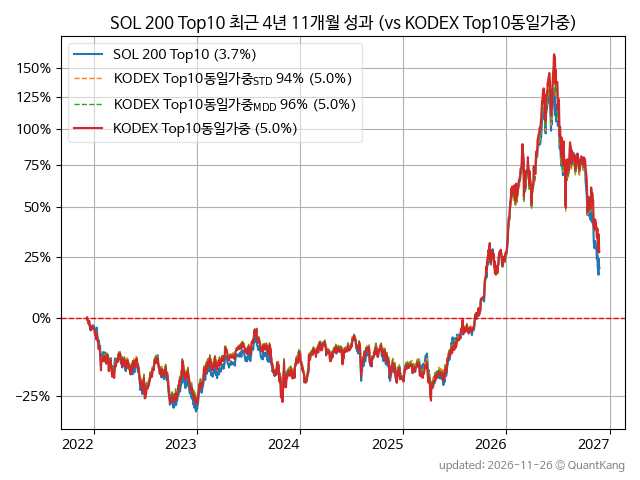 SOL 200 Top10 최근 4년 11개월 성과 (vs KODEX Top10동일가중)
SOL 200 Top10 (3.7%)
KODEX Top10동일가중STD 94% (5.0%)
KODEX Top10동일가중MDD 96% (5.0%)
KODEX Top10동일가중 (5.0%)
150%
125%
100%
75%
50%
25%
0%
−25%
2022 2023 2024 2025 2026 2027
updated: 2026-11-26 © QuantKang